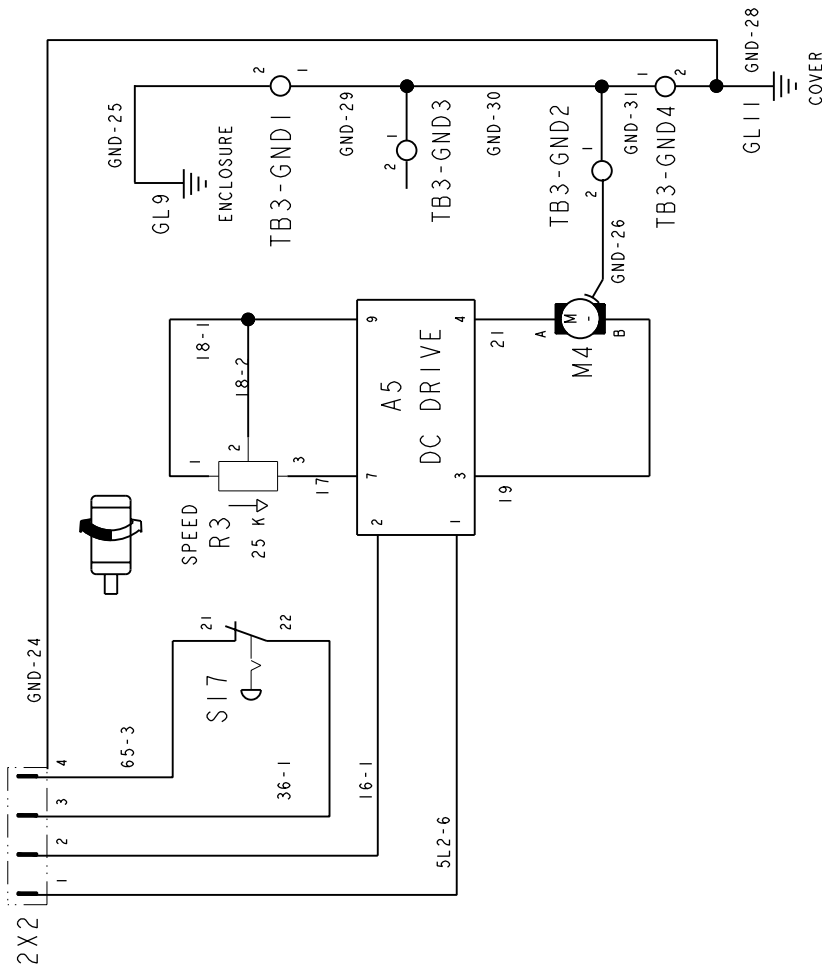 GND-28
COVER
GL11
2
1
GND-31
TB3-GND4
GND-30
TB3-GND2
1
2
GND-26
GND-29
TB3-GND3
1
2
GND-25
2
1
TB3-GND1
ENCLOSURE
GL9
18-1
18-2
9
4
21
A
M
-
B
M4
A5
DC DRIVE
1
2
3
17
7
3
19
SPEED
R3
25 K
2
1
21
22
S17
GND-24
65-3
36-1
16-1
5L2-6
4
3
2
1
2X2